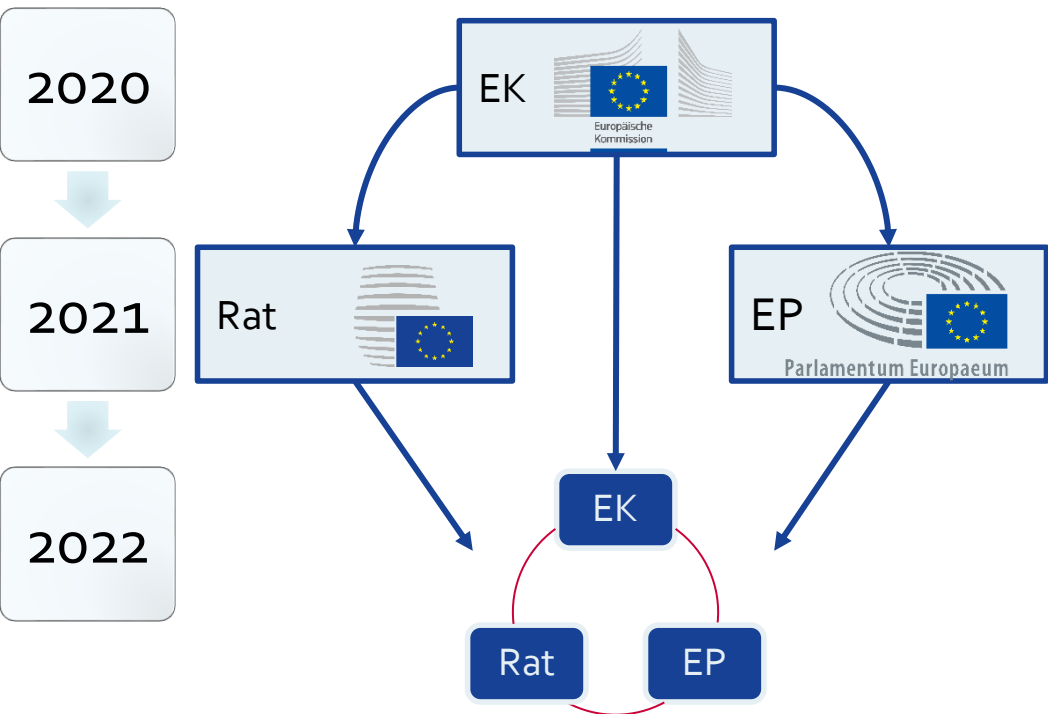 2020
EK
Europäische
Kommission
2021
Rat
EP
Parlamentum Europaeum
2022
EK
Rat
EP